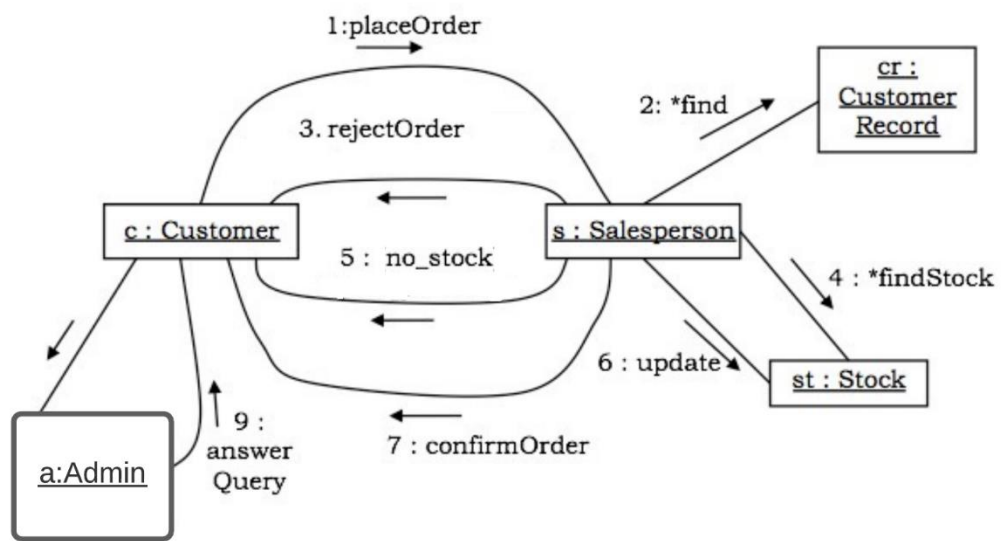 1:placeOrder
cr :
Customer
Record
2: *find
3. rejectOrder
c : Customer
s : Salesperson
5 : no_stock
4 : *findStock
6 : update
st : Stock
9 :
answer
Query
7 : confirmOrder
a:Admin